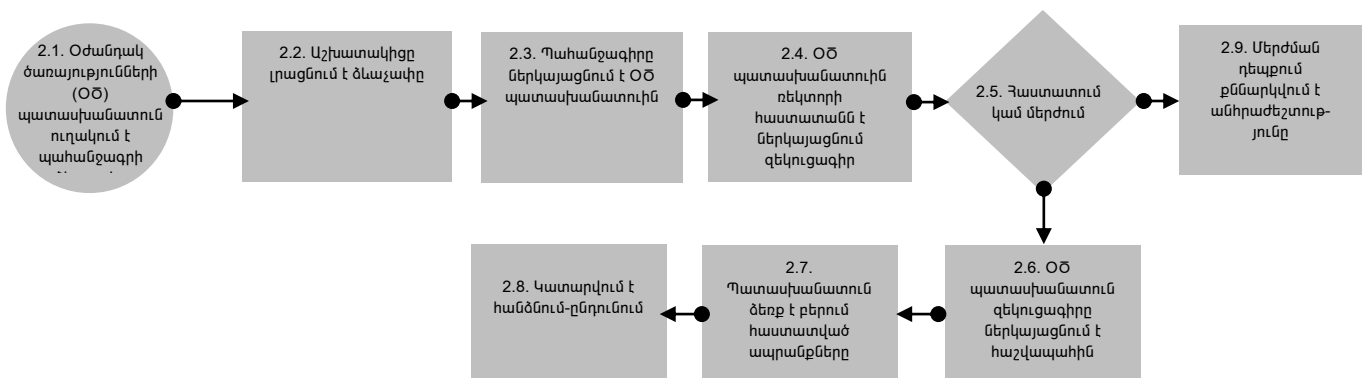 2.1. Օժանդակ
ծառայությունների
(ՕԾ)
պատասխանատուն
ուղակում է
պահանջագրի
2.2. Աշխատակիցը
լրացնում է ձևաչափը
2.3. Պահանջագիրը
ներկայացնում է ՕԾ
պատասխանատուին
2.4. ՕԾ
պատասխանատուին
ռեկտորի
հաստատանն է
ներկայացնում
զեկուցագիր
2.5. Հաստատում
կամ մերժում
2.9. Մերժման
դեպքում
քննարկվում է
անհրաժեշտութ-
յունը
2.8. Կատարվում է
հանձնում-ընդունում
2.7.
Պատասխանատուն
ձեռք է բերում
հաստատված
ապրանքները
2.6. ՕԾ
պատասխանատուն
զեկուցագիրը
ներկայացնում է
հաշվապահին